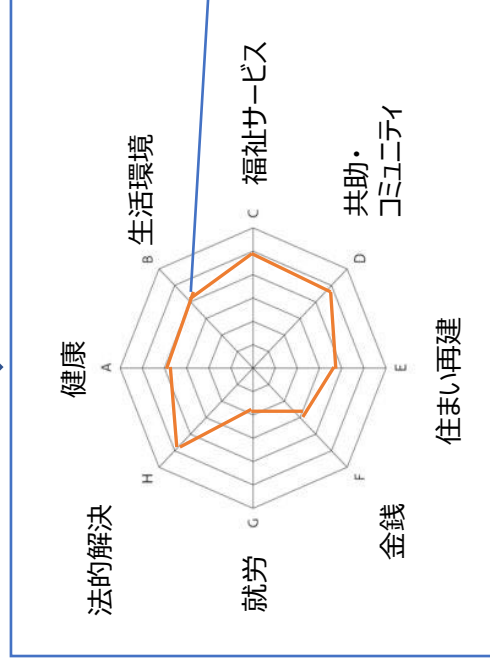 健康
A
法的解決
生活環境
H
B
就労
G
C
福祉サービス
F
D
金銭
共助・
コミュニティ
E
住まい再建